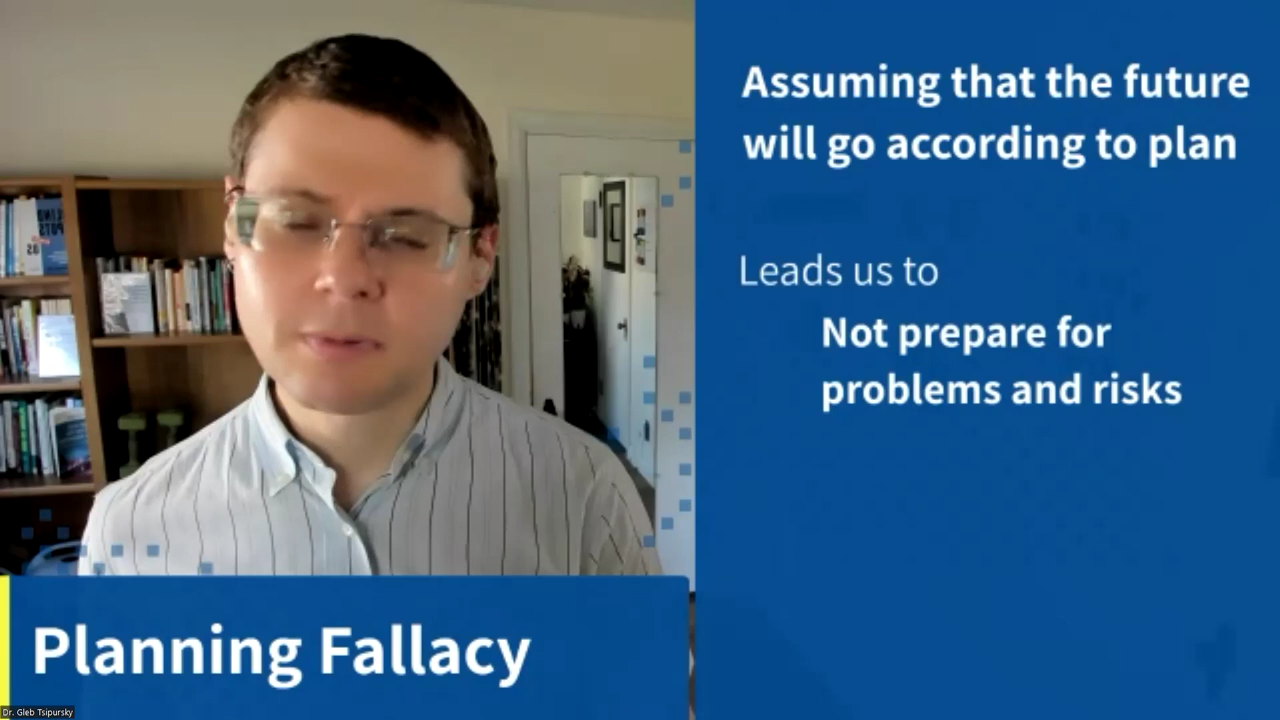 Assuming that the future
will go according to plan
Leads us to
Not prepare for
problems and risks
Planning Fallacy
Dr. Gleb Tsipursky